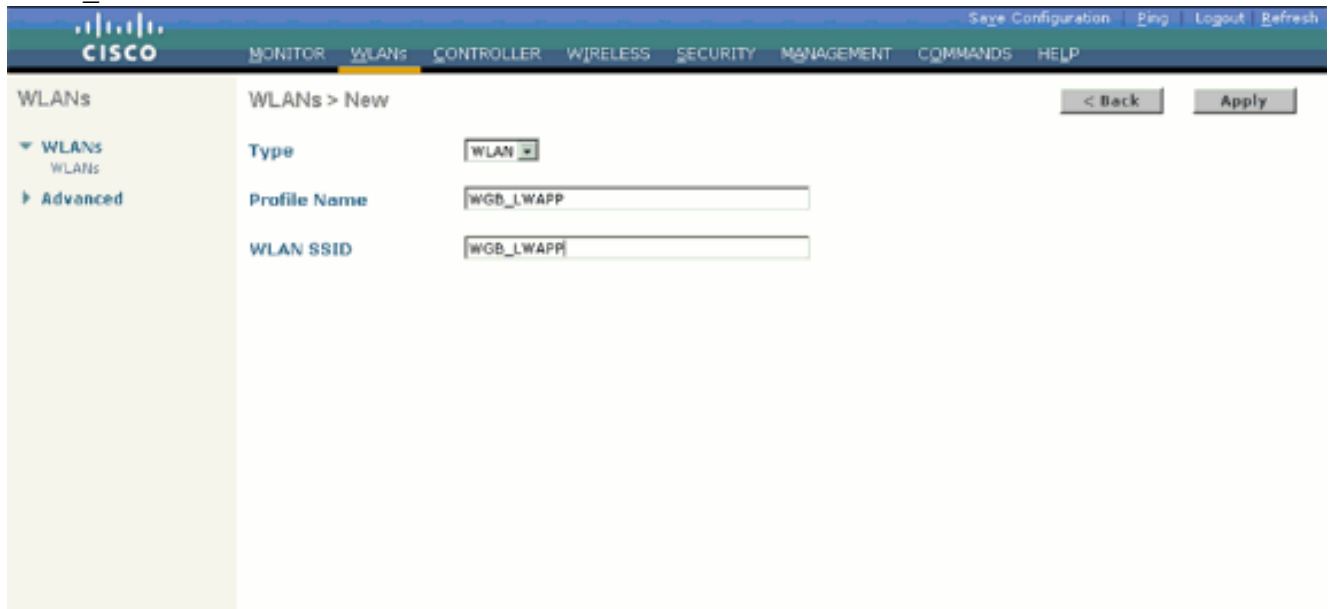 Save Configuration Ping Logout Refresh
CISCO MONITOR WLANs CONTROLLER WIRELESS SECURITY MANAGEMENT COMMANDS HELP
WLANs
WLANs
WLANs
Advanced
WLANs > New
< Back Apply
Type WLAN
Profile Name WGB_LWAPP
WLAN SSID WGB_LWAPP